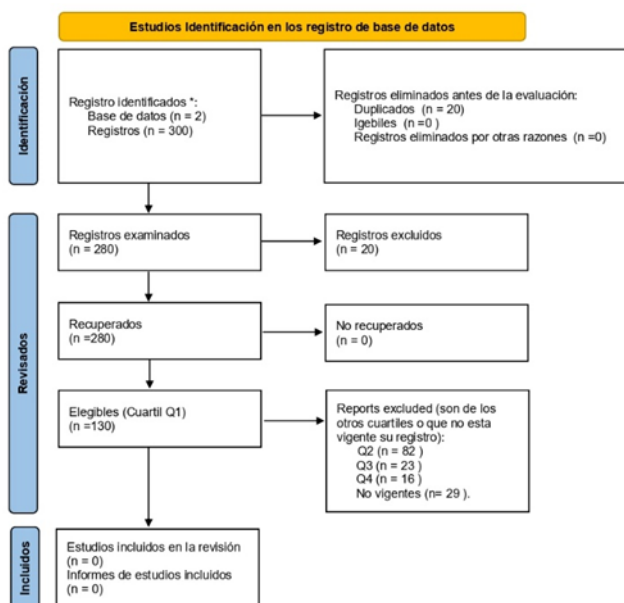 Estudios Identificación en los registro de base de datos
Identificación
Registro identificados *:
Base de datos (n = 2)
Registros (n = 300)
Registros eliminados antes de la evaluación:
Duplicados (n = 20)
Igebiles (n =0 )
Registros eliminados por otras razones (n =0)
Revisados
Registros examinados
(n = 280)
Registros excluidos
(n = 20)
Recuperados
(n =280)
No recuperados
(n = 0)
Elegibles (Cuartil Q1)
(n =130)
Reports excluded (son de los
otros cuartiles o que no esta
vigente su registro):
Q2 (n = 82 )
Q3 (n = 23 )
Q4 (n = 16 )
No vigentes (n= 29 ).
Incluidos
Estudios incluidos en la revisión
(n = 0)
Informes de estudios incluidos
(n = 0)